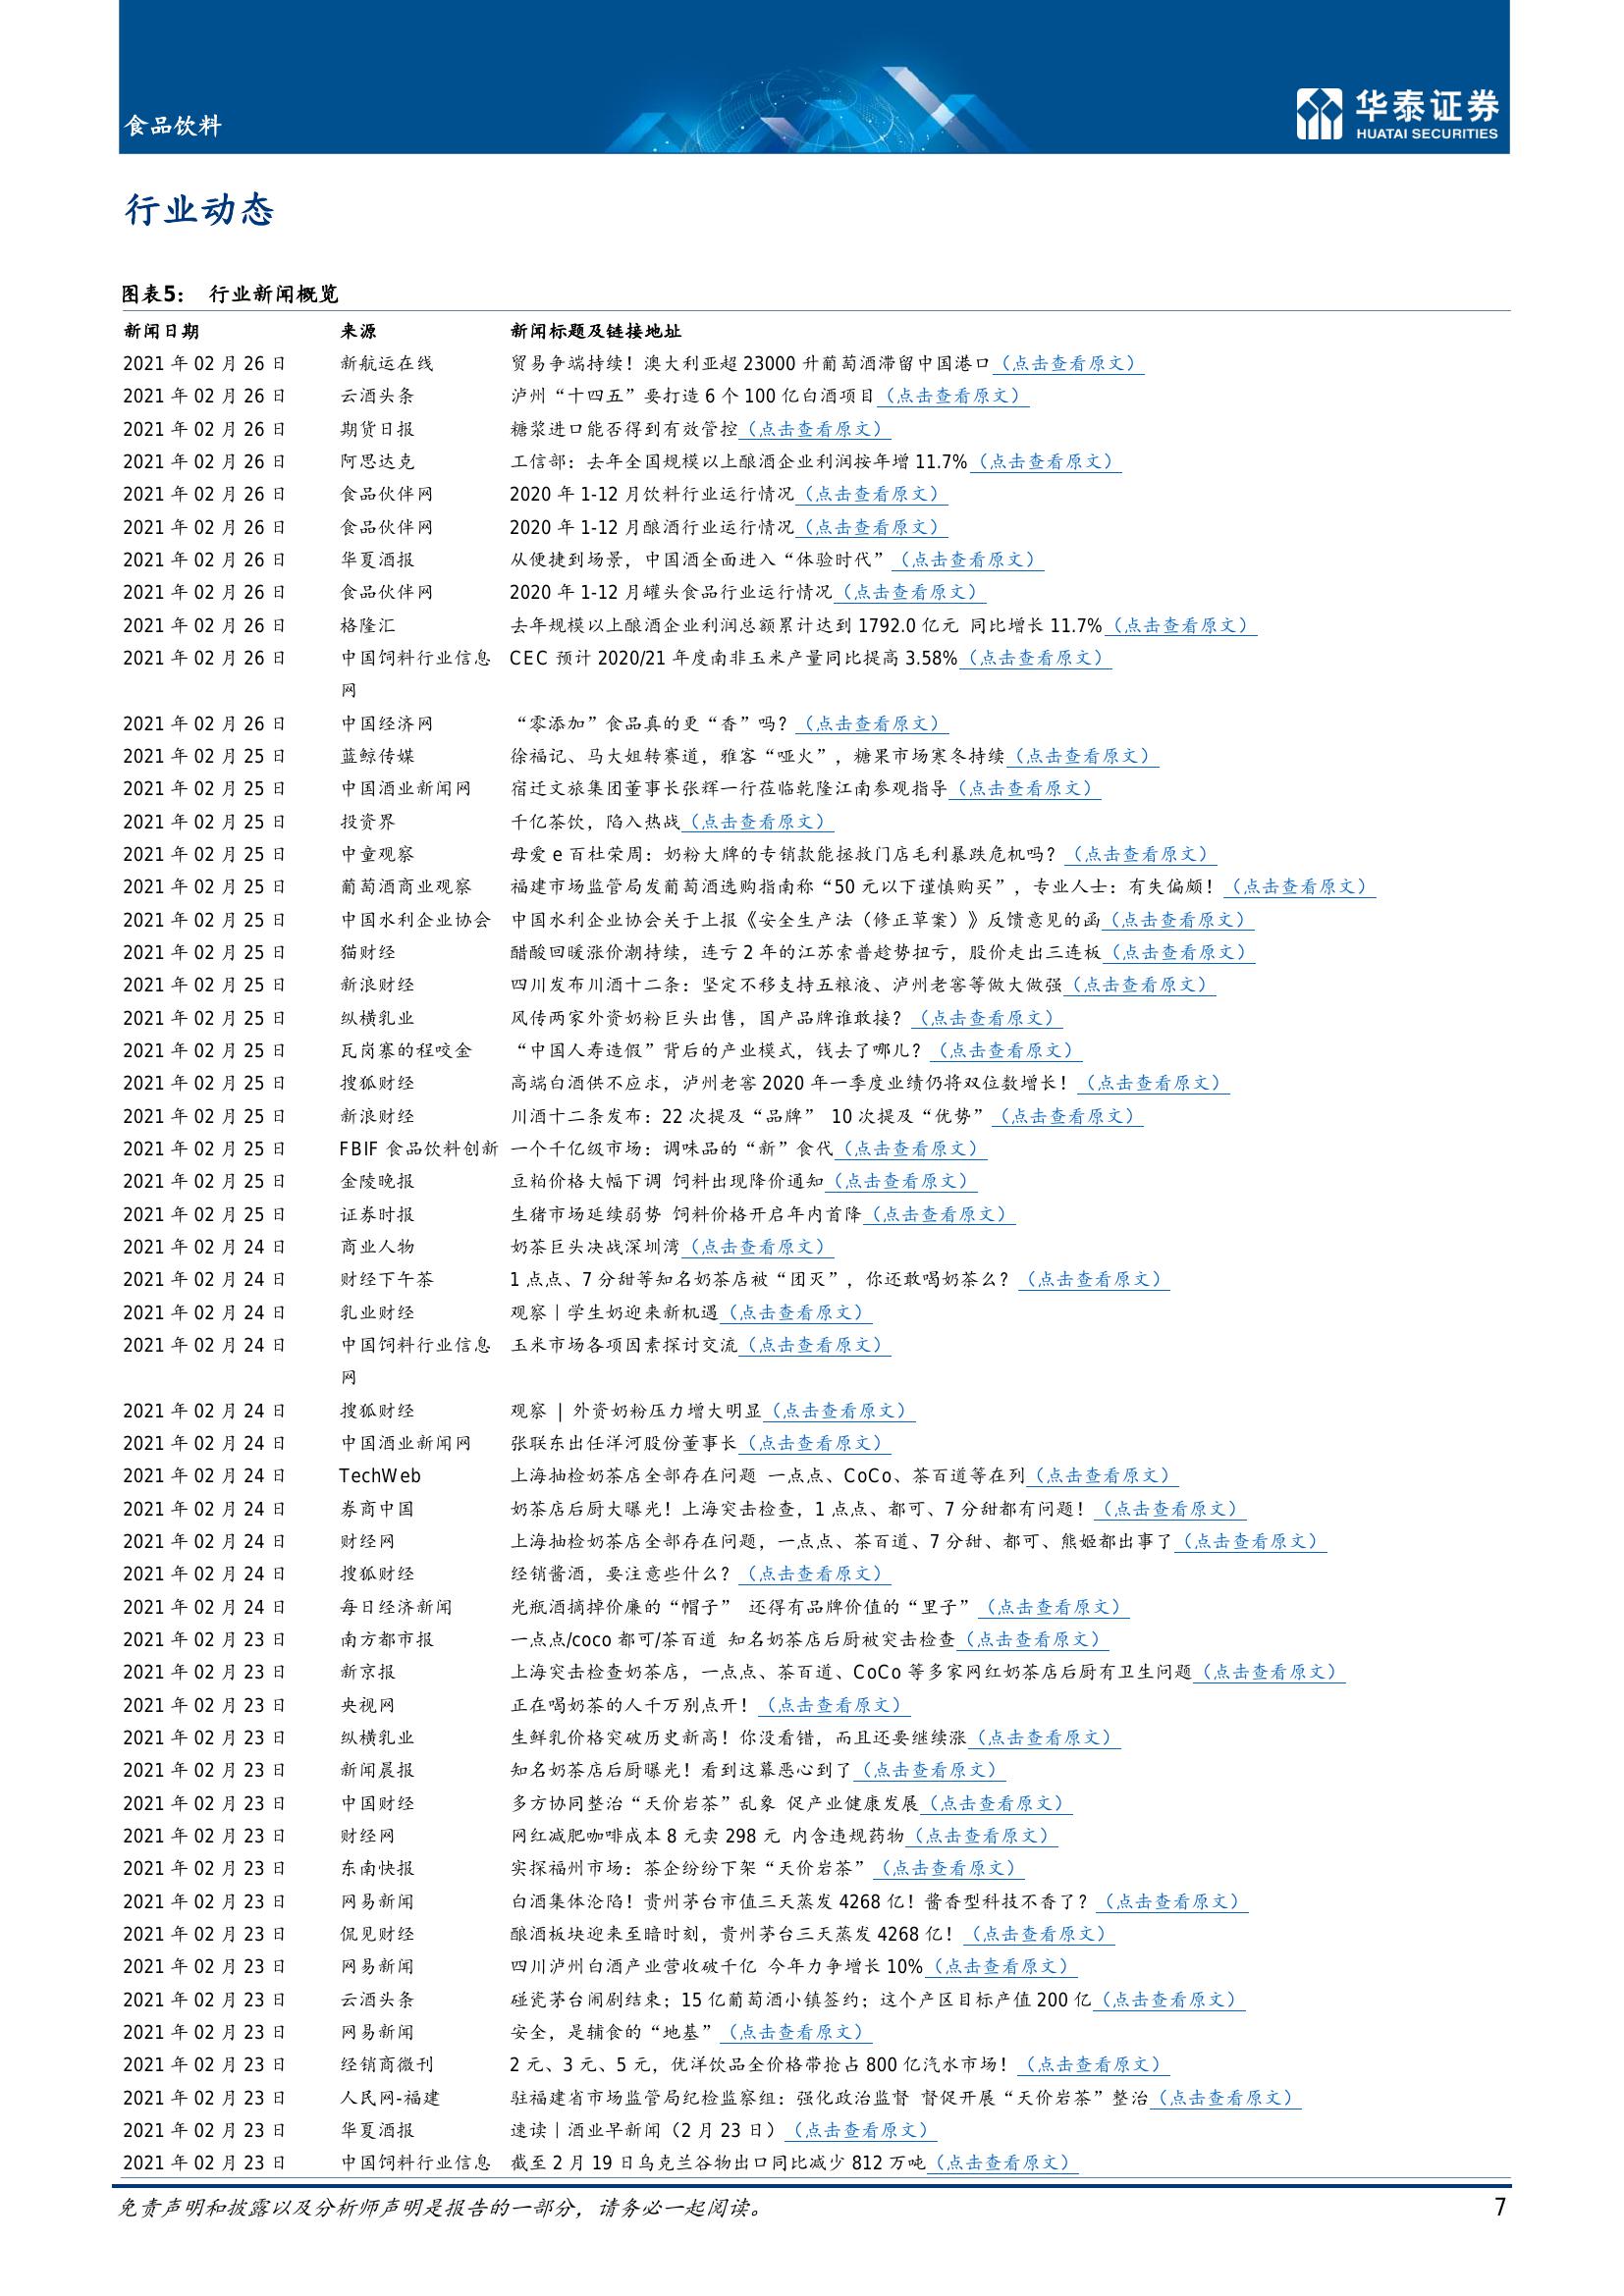 食品饮料
华泰证券
HUATAI SECURITIES
行业动态
图表5： 行业新闻概览
新闻日期 来源 新闻标题及链接地址
2021 年 02 月 26 日 新航运在线 贸易争端持续！澳大利亚超 23000 升葡萄酒滞留中国港口（点击查看原文）
2021 年 02 月 26 日 云酒头条 泸州“十四五”要打造 6 个 100 亿白酒项目（点击查看原文）
2021 年 02 月 26 日 期货日报 糖浆进口能否得到有效管控（点击查看原文）
2021 年 02 月 26 日 阿思达克 工信部：去年全国规模以上酿酒企业利润按年增 11.7%（点击查看原文）
2021 年 02 月 26 日 食品伙伴网 2020 年 1-12 月饮料行业运行情况（点击查看原文）
2021 年 02 月 26 日 食品伙伴网 2020 年 1-12 月酿酒行业运行情况（点击查看原文）
2021 年 02 月 26 日 华夏酒报 从便捷到场景，中国酒全面进入“体验时代”（点击查看原文）
2021 年 02 月 26 日 食品伙伴网 2020 年 1-12 月罐头食品行业运行情况（点击查看原文）
2021 年 02 月 26 日 格隆汇 去年规模以上酿酒企业利润总额累计达到 1792.0 亿元 同比增长 11.7%（点击查看原文）
2021 年 02 月 26 日 中国饲料行业信息 CEC 预计 2020/21 年度南非玉米产量同比提高 3.58%（点击查看原文）
网
2021 年 02 月 26 日 中国经济网 “零添加”食品真的更“香”吗？（点击查看原文）
2021 年 02 月 25 日 蓝鲸传媒 徐福记、马大姐转赛道，雅客“哑火”，糖果市场寒冬持续（点击查看原文）
2021 年 02 月 25 日 中国酒业新闻网 宿迁文旅集团董事长张辉一行莅临乾隆江南参观指导（点击查看原文）
2021 年 02 月 25 日 投资界 千亿茶饮，陷入热战（点击查看原文）
2021 年 02 月 25 日 中童观察 母爱 e 百杜荣周：奶粉大牌的专销款能拯救门店毛利暴跌危机吗？（点击查看原文）
2021 年 02 月 25 日 葡萄酒商业观察 福建市场监管局发葡萄酒选购指南称“50 元以下谨慎购买”，专业人士：有失偏颇！（点击查看原文）
2021 年 02 月 25 日 中国水利企业协会 中国水利企业协会关于上报《安全生产法（修正草案）》反馈意见的函（点击查看原文）
2021 年 02 月 25 日 猫财经 醋酸回暖涨价潮持续，连亏 2 年的江苏索普趁势扭亏，股价走出三连板（点击查看原文）
2021 年 02 月 25 日 新浪财经 四川发布川酒十二条：坚定不移支持五粮液、泸州老窖等做大做强（点击查看原文）
2021 年 02 月 25 日 纵横乳业 风传两家外资奶粉巨头出售，国产品牌谁敢接？（点击查看原文）
2021 年 02 月 25 日 瓦岗寨的程咬金 “中国人寿造假”背后的产业模式，钱去了哪儿？（点击查看原文）
2021 年 02 月 25 日 搜狐财经 高端白酒供不应求，泸州老窖 2020 年一季度业绩仍将双位数增长！（点击查看原文）
2021 年 02 月 25 日 新浪财经 川酒十二条发布：22 次提及“品牌” 10 次提及“优势”（点击查看原文）
2021 年 02 月 25 日 FBIF 食品饮料创新 一个千亿级市场：调味品的“新”食代（点击查看原文）
2021 年 02 月 25 日 金陵晚报 豆粕价格大幅下调 饲料出现降价通知（点击查看原文）
2021 年 02 月 25 日 证券时报 生猪市场延续弱势 饲料价格开启年内首降（点击查看原文）
2021 年 02 月 24 日 商业人物 奶茶巨头决战深圳湾（点击查看原文）
2021 年 02 月 24 日 财经下午茶 1 点点、7 分甜等知名奶茶店被“团灭”，你还敢喝奶茶么？（点击查看原文）
2021 年 02 月 24 日 乳业财经 观察｜学生奶迎来新机遇（点击查看原文）
2021 年 02 月 24 日 中国饲料行业信息 玉米市场各项因素探讨交流（点击查看原文）
网
2021 年 02 月 24 日 搜狐财经 观察 | 外资奶粉压力增大明显（点击查看原文）
2021 年 02 月 24 日 中国酒业新闻网 张联东出任洋河股份董事长（点击查看原文）
2021 年 02 月 24 日 TechWeb 上海抽检奶茶店全部存在问题 一点点、CoCo、茶百道等在列（点击查看原文）
2021 年 02 月 24 日 券商中国 奶茶店后厨大曝光！上海突击检查，1 点点、都可、7 分甜都有问题！（点击查看原文）
2021 年 02 月 24 日 财经网 上海抽检奶茶店全部存在问题，一点点、茶百道、7 分甜、都可、熊姬都出事了（点击查看原文）
2021 年 02 月 24 日 搜狐财经 经销酱酒，要注意些什么？（点击查看原文）
2021 年 02 月 24 日 每日经济新闻 光瓶酒摘掉价廉的“帽子” 还得有品牌价值的“里子”（点击查看原文）
2021 年 02 月 23 日 南方都市报 一点点/coco 都可/茶百道 知名奶茶店后厨被突击检查（点击查看原文）
2021 年 02 月 23 日 新京报 上海突击检查奶茶店，一点点、茶百道、CoCo 等多家网红奶茶店后厨有卫生问题（点击查看原文）
2021 年 02 月 23 日 央视网 正在喝奶茶的人千万别点开！（点击查看原文）
2021 年 02 月 23 日 纵横乳业 生鲜乳价格突破历史新高！你没看错，而且还要继续涨（点击查看原文）
2021 年 02 月 23 日 新闻晨报 知名奶茶店后厨曝光！看到这幕恶心到了（点击查看原文）
2021 年 02 月 23 日 中国财经 多方协同整治“天价岩茶”乱象 促产业健康发展（点击查看原文）
2021 年 02 月 23 日 财经网 网红减肥咖啡成本 8 元卖 298 元 内含违规药物（点击查看原文）
2021 年 02 月 23 日 东南快报 实探福州市场：茶企纷纷下架“天价岩茶”（点击查看原文）
2021 年 02 月 23 日 网易新闻 白酒集体沦陷！贵州茅台市值三天蒸发 4268 亿！酱香型科技不香了？（点击查看原文）
2021 年 02 月 23 日 侃见财经 酿酒板块迎来至暗时刻，贵州茅台三天蒸发 4268 亿！（点击查看原文）
2021 年 02 月 23 日 网易新闻 四川泸州白酒产业营收破千亿 今年力争增长 10%（点击查看原文）
2021 年 02 月 23 日 云酒头条 碰瓷茅台闹剧结束；15 亿葡萄酒小镇签约；这个产区目标产值 200 亿（点击查看原文）
2021 年 02 月 23 日 网易新闻 安全，是辅食的“地基”（点击查看原文）
2021 年 02 月 23 日 经销商微刊 2 元、3 元、5 元，优洋饮品全价格带抢占 800 亿汽水市场！（点击查看原文）
2021 年 02 月 23 日 人民网-福建 驻福建省市场监管局纪检监察组：强化政治监督 督促开展“天价岩茶”整治（点击查看原文）
2021 年 02 月 23 日 华夏酒报 速读｜酒业早新闻（2 月 23 日）（点击查看原文）
2021 年 02 月 23 日 中国饲料行业信息 截至 2 月 19 日乌克兰谷物出口同比减少 812 万吨（点击查看原文）
免责声明和披露以及分析师声明是报告的一部分，请务必一起阅读。 7